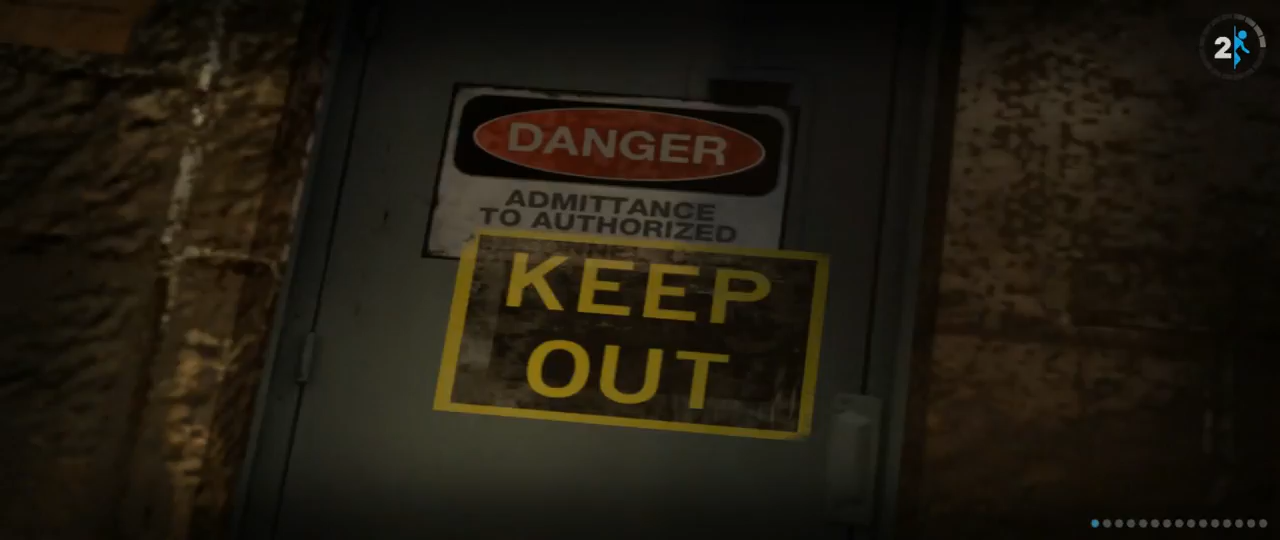 2
DANGER
ADMITTANCE
TO AUTHORIZED
KEEP
OUT